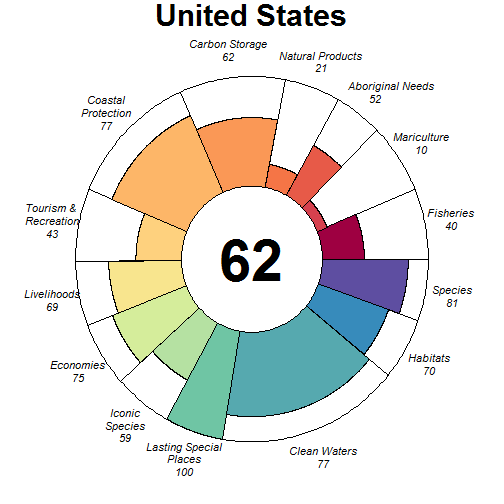 United States
Carbon Storage
62
Natural Products
21
Aboriginal Needs
52
Mariculture
10
Fisheries
40
Species
81
Habitats
70
Clean Waters
77
Lasting Special
Places
100
Iconic
Species
59
Economies
75
Livelihoods
69
Tourism &
Recreation
43
Coastal
Protection
77
62